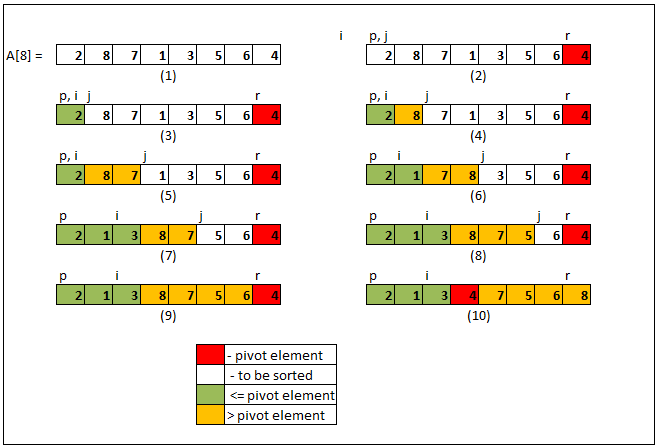 i p, j r
A[8] = 2 8 7 1 3 5 6 4 2 8 7 1 3 5 6 4
(1) (2)
p, i j r p, i j r
2 8 7 1 3 5 6 4 2 8 7 1 3 5 6 4
(3) (4)
p, i j r p i j r
2 8 7 1 3 5 6 4 2 1 7 8 3 5 6 4
(5) (6)
p i j r p i j r
2 1 3 8 7 5 6 4 2 1 3 8 7 5 6 4
(7) (8)
p i r p i r
2 1 3 8 7 5 6 4 2 1 3 4 7 5 6 8
(9) (10)
- pivot element
- to be sorted
<= pivot element
> pivot element